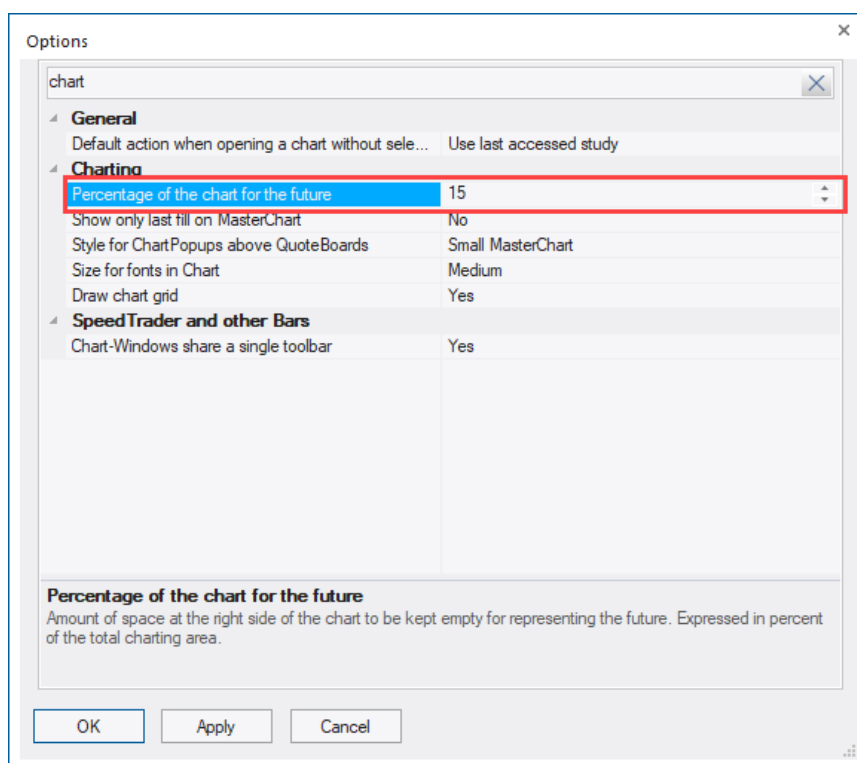 Options
chart
General
Default action when opening a chart without sele... Use last accessed study
Charting
Percentage of the chart for the future 15
Show only last fill on MasterChart No
Style for ChartPopups above QuoteBoards Small MasterChart
Size for fonts in Chart Medium
Draw chart grid Yes
SpeedTrader and other Bars
Chart-Windows share a single toolbar Yes
Percentage of the chart for the future
Amount of space at the right side of the chart to be kept empty for representing the future. Expressed in percent
of the total charting area.
OK Apply Cancel